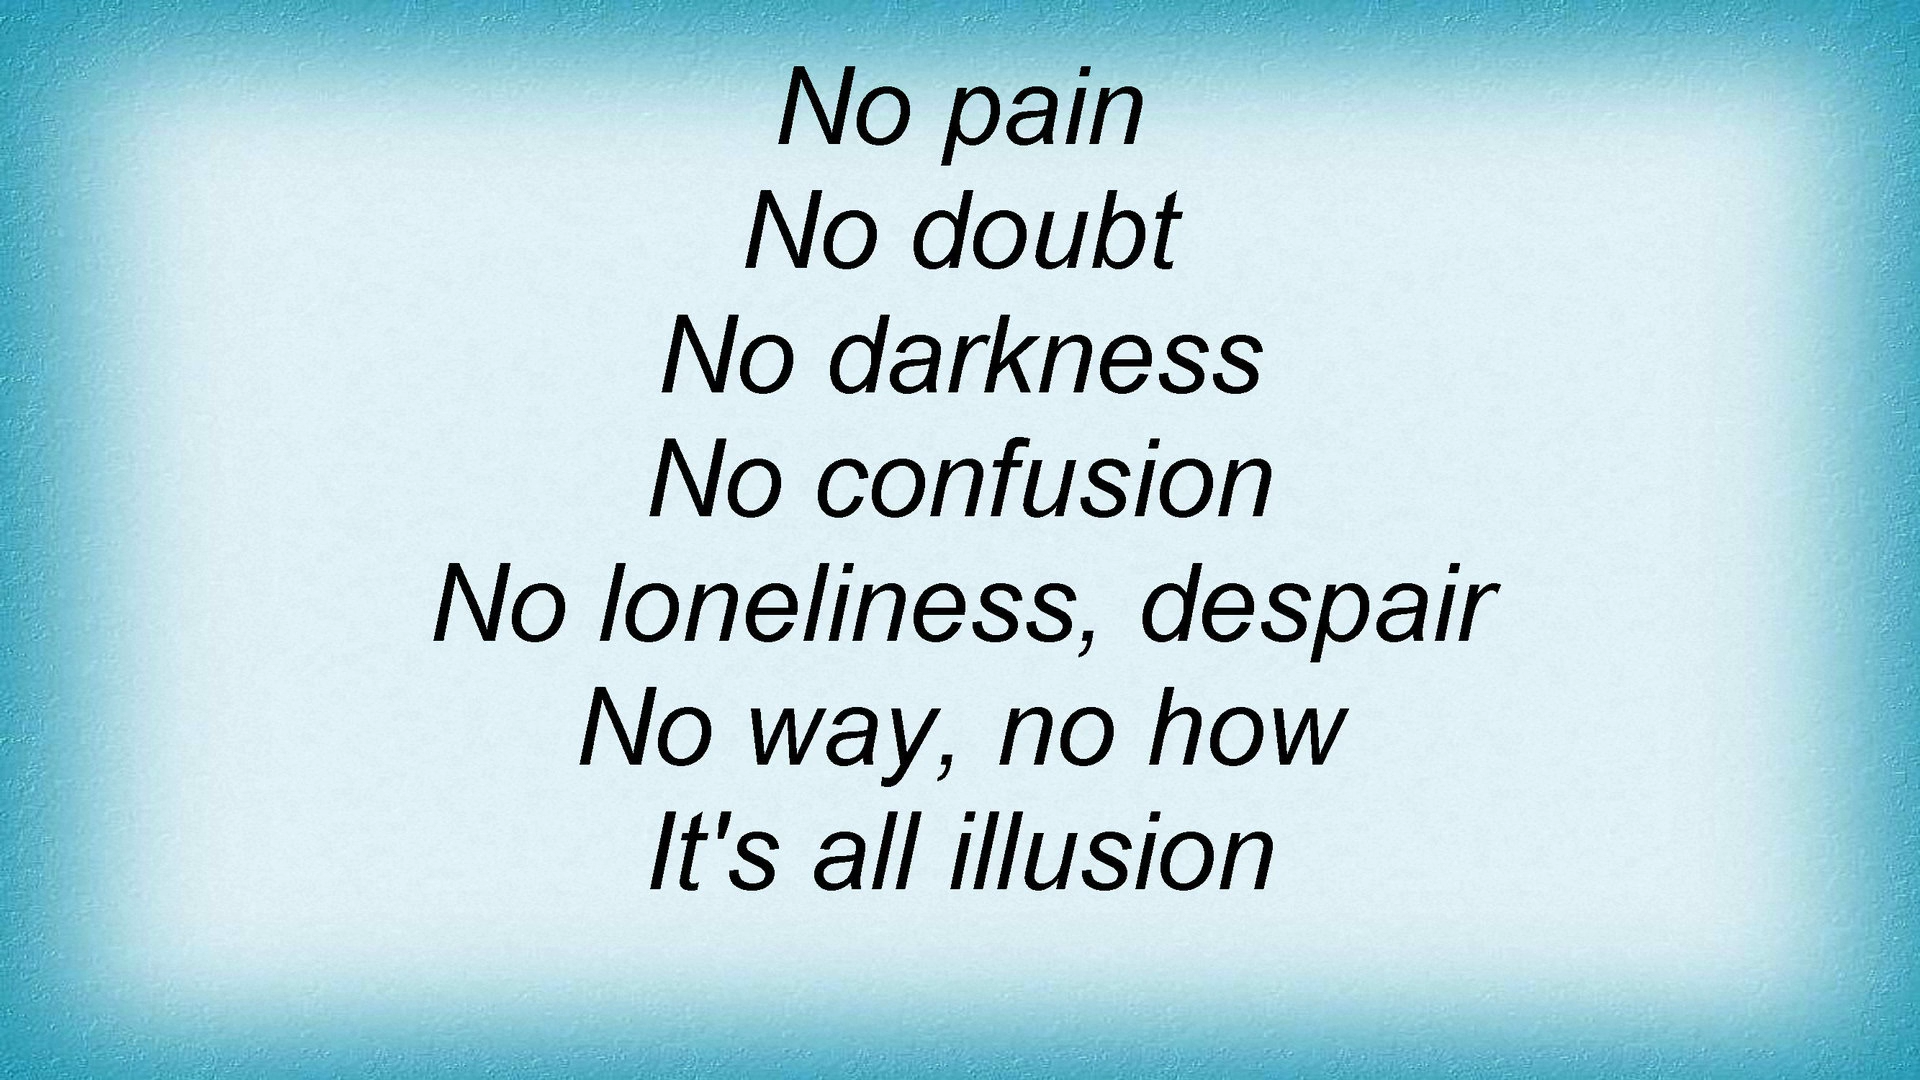 No pain
No doubt
No darkness
No confusion
No loneliness, despair
No way, no how
It's all illusion